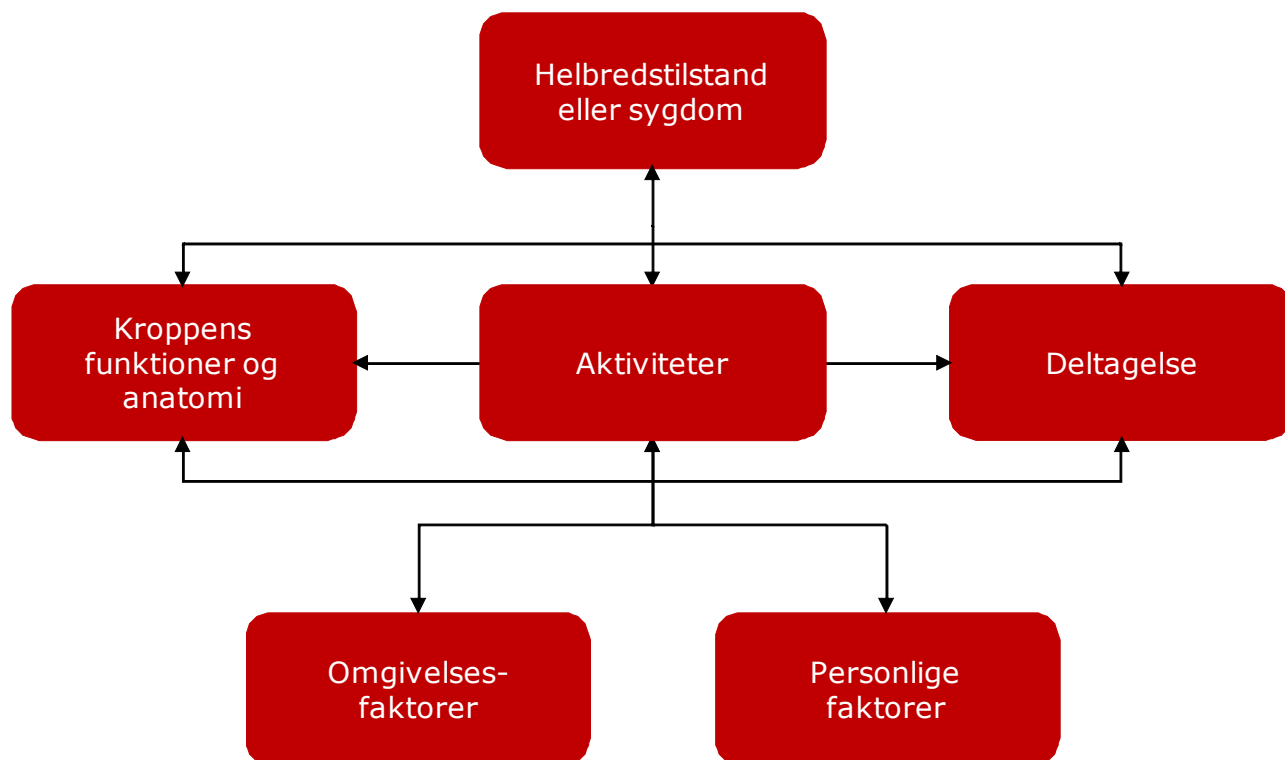 Helbredstilstand
eller sygdom
Kroppens
funktioner og
anatomi
Aktiviteter
Deltagelse
Omgivelses-
faktorer
Personlige
faktorer